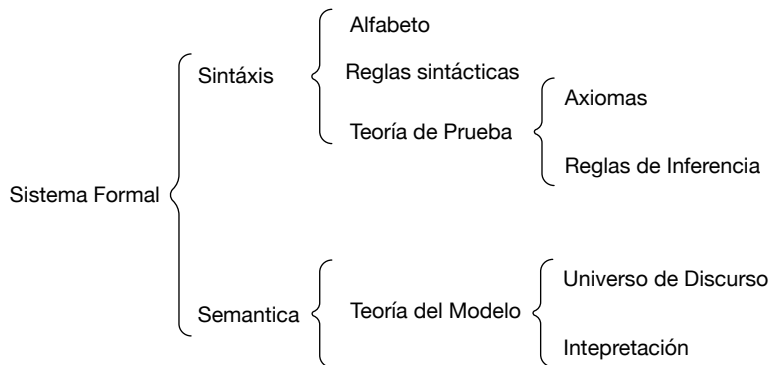 Sistema Formal
Sintáxis
Alfabeto
Reglas sintácticas
Teoría de Prueba
Axiomas
Reglas de Inferencia
Semantica
Teoría del Modelo
Universo de Discurso
Intepretación